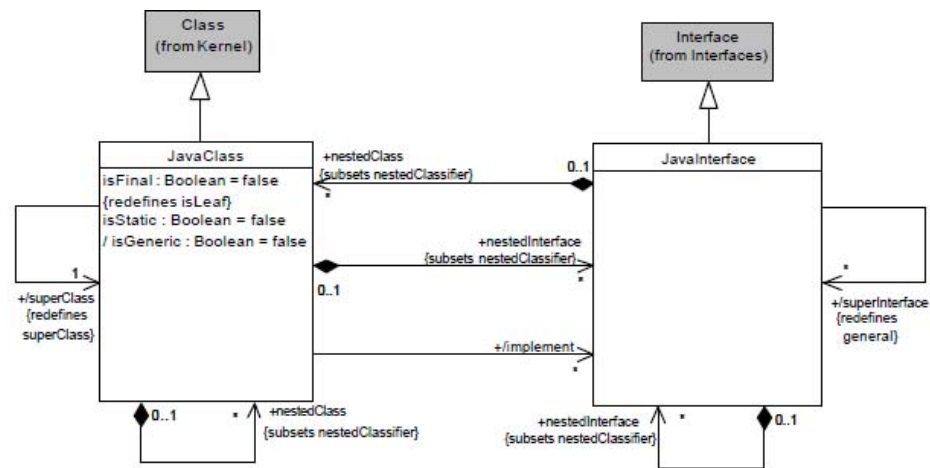 Class
(from Kernel)
Interface
(from Interfaces)
JavaClass
isFinal : Boolean = false
{redefines isLeaf}
isStatic : Boolean = false
/ isGeneric : Boolean = false
+nestedClass
{subsets nestedClassifier}
*
0..1
JavaInterface
+nestedInterface
{subsets nestedClassifier}
0..1
*
1
+/superClass
{redefines
superClass}
*
+/superInterface
{redefines
general}
+/implement
*
0..1
*
+nestedClass
{subsets nestedClassifier}
+nestedInterface
{subsets nestedClassifier}
*
0..1